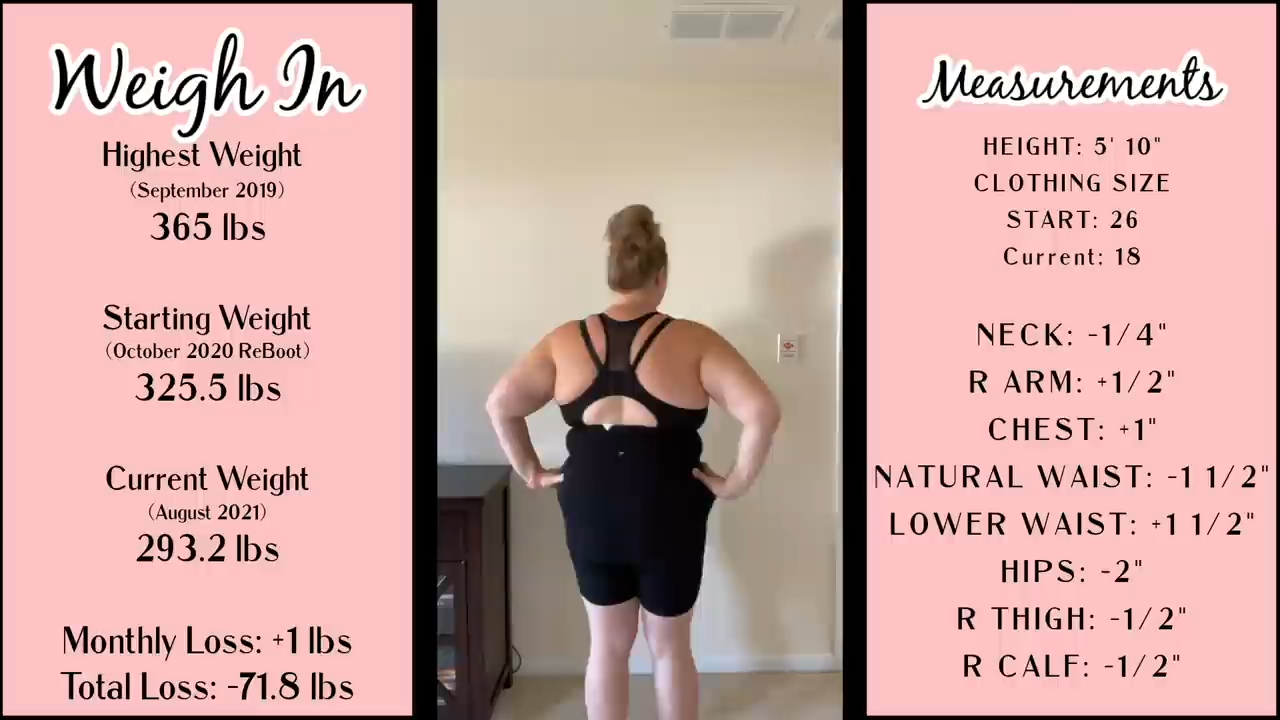 Weigh In
Highest Weight
(September 2019)
365 lbs
Starting Weight
(October 2020 ReBoot)
325.5 lbs
Current Weight
(August 2021)
293.2 lbs
Monthly Loss: +1 lbs
Total Loss: -71.8 lbs
Measurements
HEIGHT: 5' 10"
CLOTHING SIZE
START: 26
Current: 18
NECK: -1/4"
R ARM: +1/2"
CHEST: +1"
NATURAL WAIST: -1 1/2"
LOWER WAIST: +1 1/2"
HIPS: -2"
R THIGH: -1/2"
R CALF: -1/2"